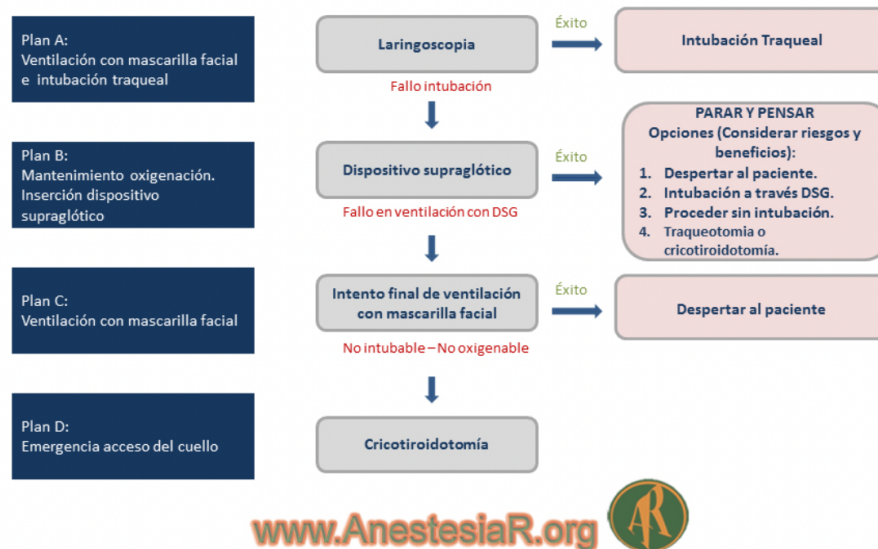 Plan A:
Ventilación con mascarilla facial
e intubación traqueal
Laringoscopia
Éxito
Intubación Traqueal
Fallo intubación
Plan B:
Mantenimiento oxigenación.
Inserción dispositivo
supraglótico
Dispositivo supraglótico
Éxito
PARAR Y PENSAR
Opciones (Considerar riesgos y
beneficios):
1. Despertar al paciente.
2. Intubación a través DSG.
3. Proceder sin intubación.
4. Traqueotomia o
cricotiroidotomía.
Fallo en ventilación con DSG
Plan C:
Ventilación con mascarilla facial
Intento final de ventilación
con mascarilla facial
Éxito
Despertar al paciente
No intubable – No oxigenable
Plan D:
Emergencia acceso del cuello
Cricotiroidotomía
www.AnestesiaR.org
AR